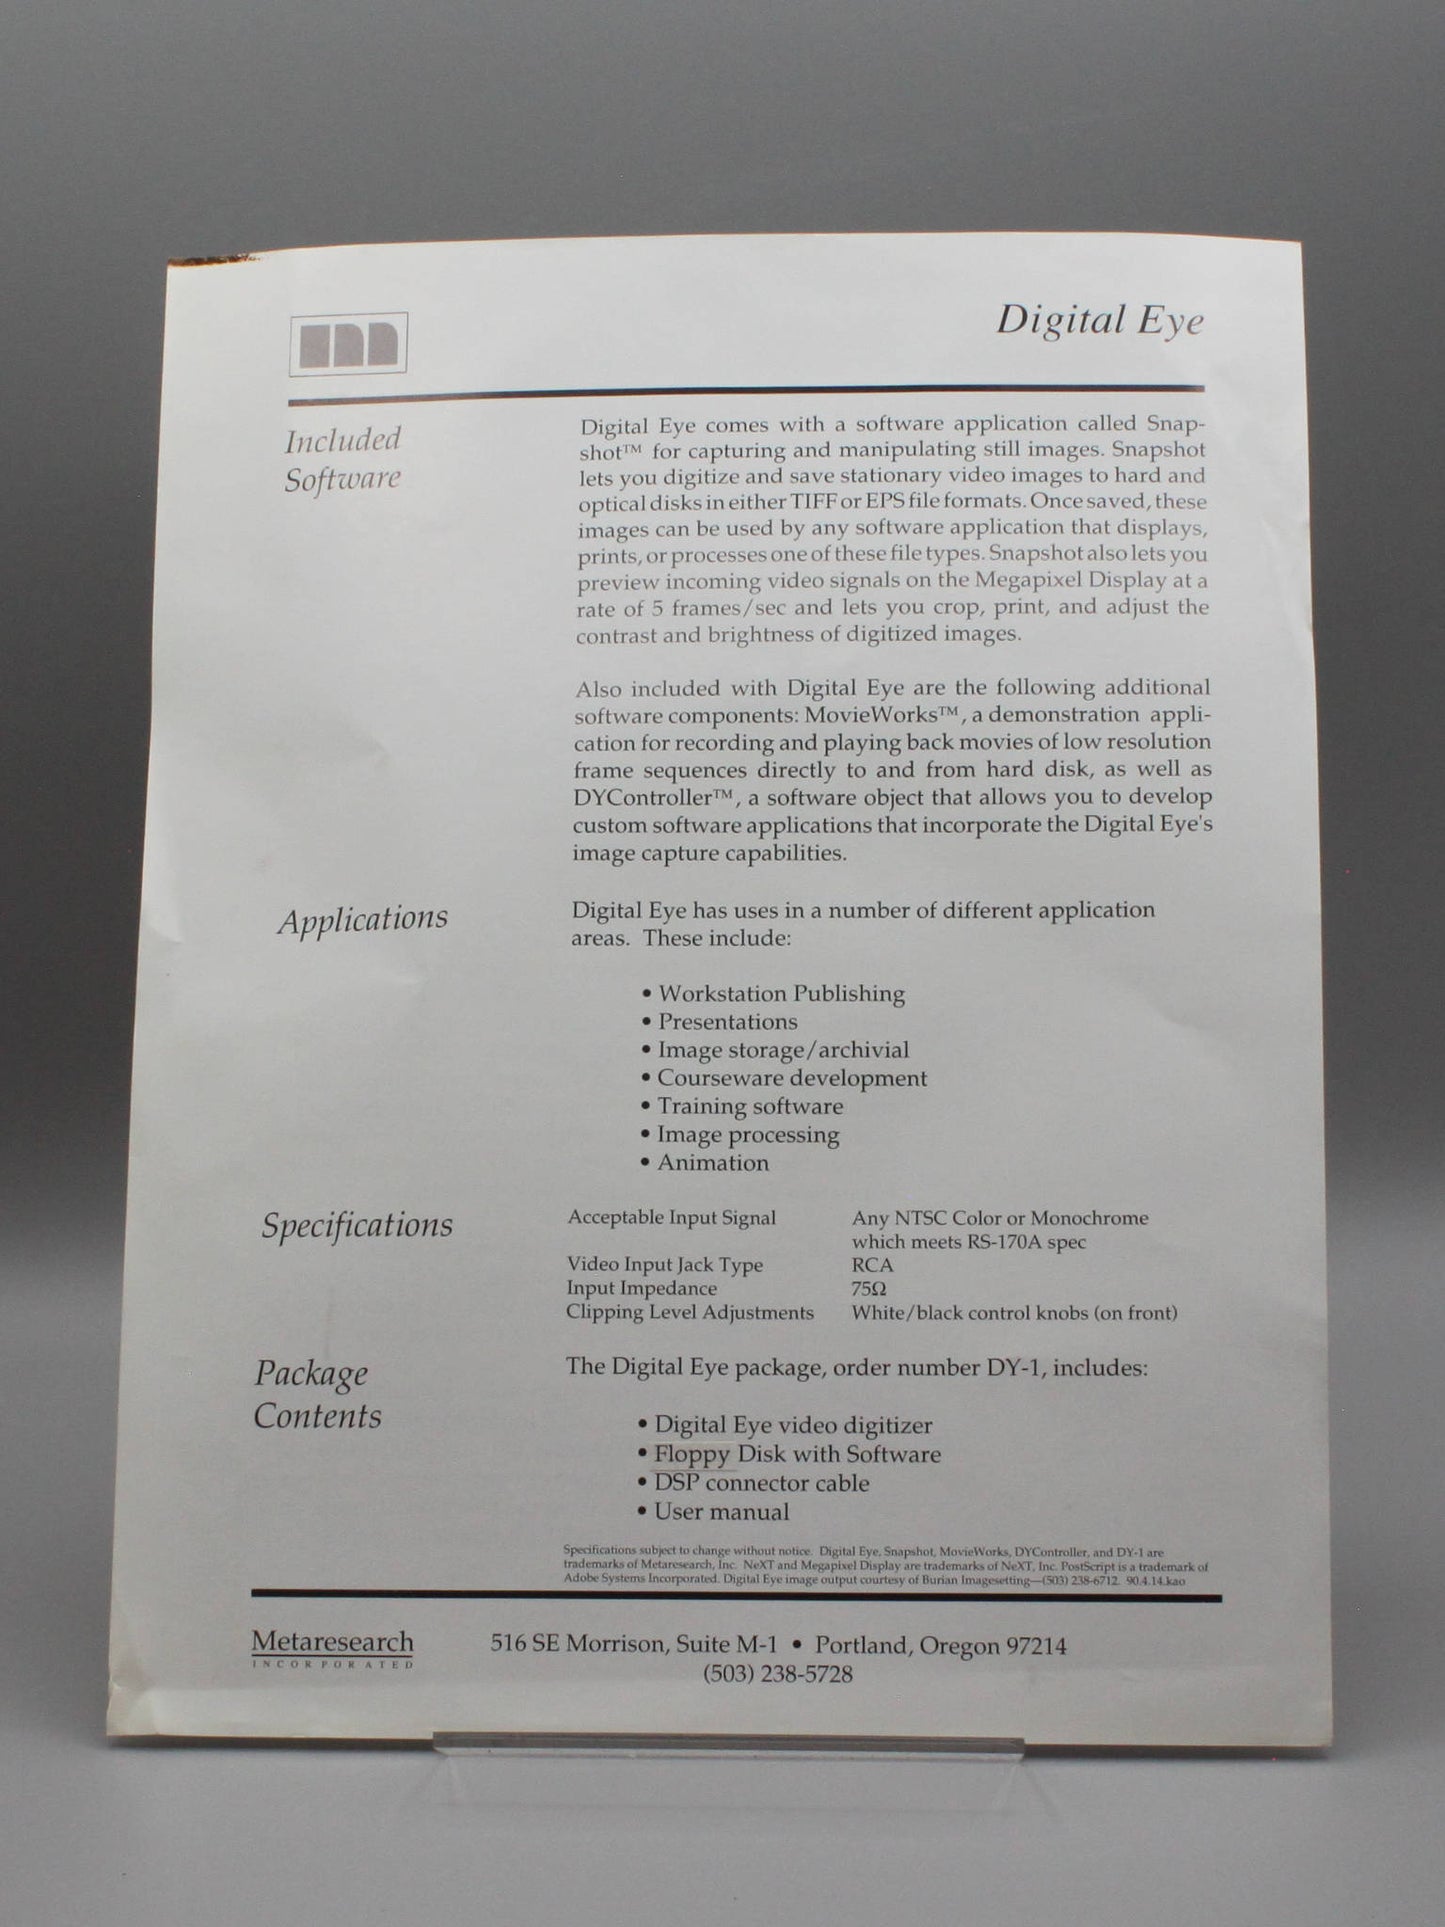 Digital Eye
Included
Software
Digital Eye comes with a software application called Snap-
shot™ for capturing and manipulating still images. Snapshot
lets you digitize and save stationary video images to hard and
optical disks in either TIFF or EPS file formats. Once saved, these
images can be used by any software application that displays,
prints, or processes one of these file types. Snapshot also lets you
preview incoming video signals on the Megapixel Display at a
rate of 5 frames/sec and lets you crop, print, and adjust the
contrast and brightness of digitized images.
Also included with Digital Eye are the following additional
software components: MovieWorks™, a demonstration appli-
cation for recording and playing back movies of low resolution
frame sequences directly to and from hard disk, as well as
DYController™, a software object that allows you to develop
custom software applications that incorporate the Digital Eye's
image capture capabilities.
Applications
Digital Eye has uses in a number of different application
areas. These include:
• Workstation Publishing
• Presentations
• Image storage/archivial
• Courseware development
• Training software
• Image processing
• Animation
Specifications
Acceptable Input Signal Any NTSC Color or Monochrome
which meets RS-170A spec
Video Input Jack Type RCA
Input Impedance 75Ω
Clipping Level Adjustments White/black control knobs (on front)
Package
Contents
The Digital Eye package, order number DY-1, includes:
• Digital Eye video digitizer
• Floppy Disk with Software
• DSP connector cable
• User manual
Specifications subject to change without notice. Digital Eye, Snapshot, MovieWorks, DYController, and DY-1 are
trademarks of Metaresearch, Inc. NeXT and Megapixel Display are trademarks of NeXT, Inc. PostScript is a trademark of
Adobe Systems Incorporated. Digital Eye image output courtesy of Burian Imagesetting—(503) 238-6712. 90.4.14.kao
Metaresearch
INCORPORATED
516 SE Morrison, Suite M-1 • Portland, Oregon 97214
(503) 238-5728